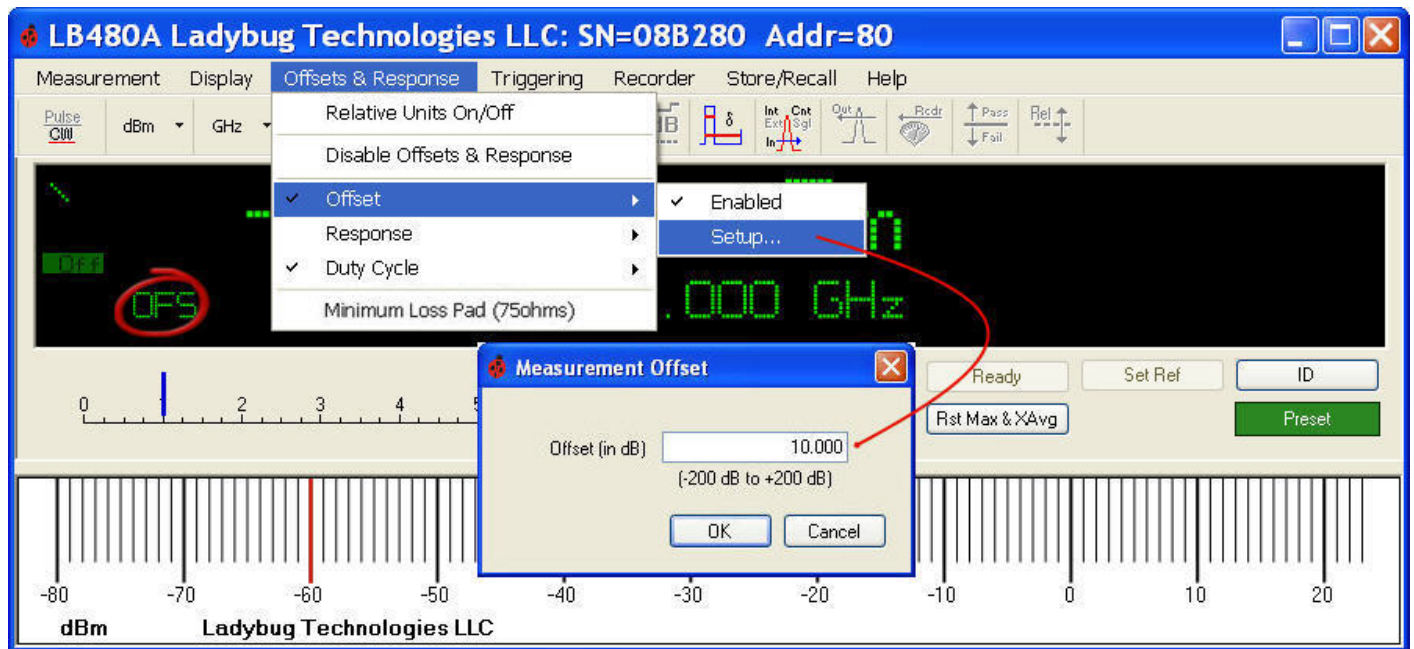 LB480A Ladybug Technologies LLC: SN=08B280 Addr=80
Measurement Display Offsets & Response Triggering Recorder Store/Recall Help
Pulse
CW
dBm GHz
dB
δ
Int Cnt
Ext Sgl
In
Out
Rcdr
Pass
Fail
Rel
Relative Units On/Off
Disable Offsets & Response
Offset
Response
Duty Cycle
Minimum Loss Pad (75ohms)
Enabled
Setup...
Off
OFS
.000 GHz
0 2 3 4 5
Measurement Offset
Offset (in dB) 10.000
(-200 dB to +200 dB)
OK Cancel
Ready Set Ref ID
Rst Max & XAvg Preset
-80 -70 -60 -50 -40 -30 -20 -10 0 10 20
dBm Ladybug Technologies LLC